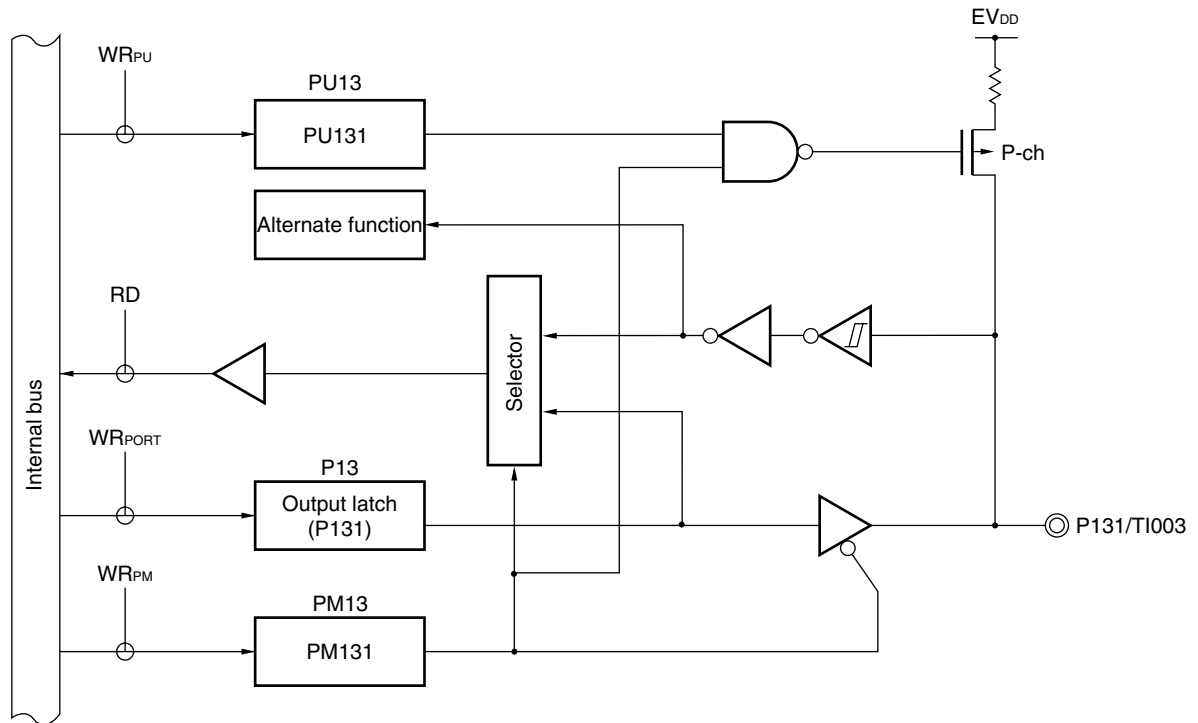 EVDD
WRPU
PU13
PU131
P-ch
Alternate function
RD
Selector
Internal bus
WRPORT
P13
Output latch
(P131)
P131/TI003
WRPM
PM13
PM131